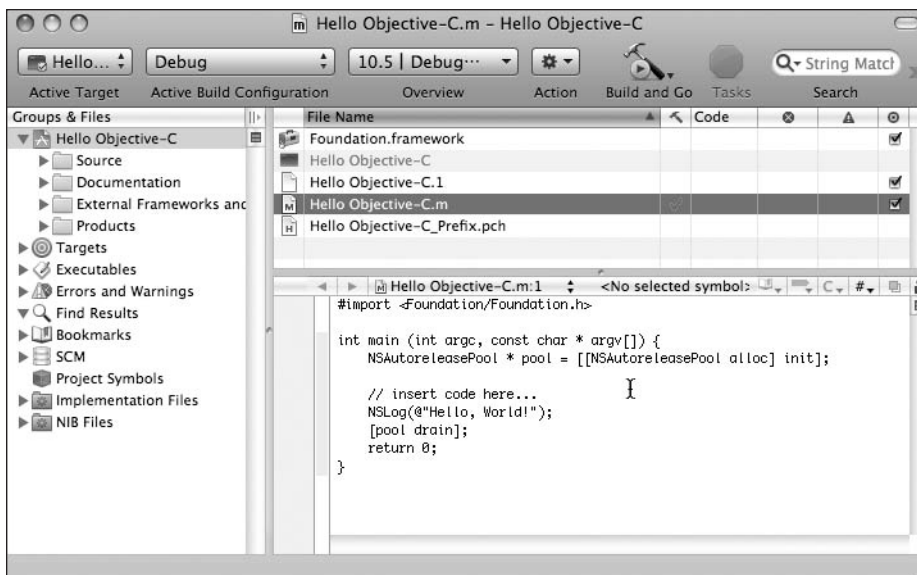 Hello Objective-C.m – Hello Objective-C
Hello... Debug 10.5 | Debug···
String Match
Active Target Active Build Configuration Overview Action Build and Go Tasks Search
Groups & Files
Hello Objective-C
Source
Documentation
External Frameworks and
Products
Targets
Executables
Errors and Warnings
Find Results
Bookmarks
SCM
Project Symbols
Implementation Files
NIB Files
File Name Code
Foundation.framework
Hello Objective-C
Hello Objective-C.1
Hello Objective-C.m
Hello Objective-C_Prefix.pch
Hello Objective-C.m:1 <No selected symbol> C #
#import <Foundation/Foundation.h>
int main (int argc, const char * argv[]) {
NSAutoreleasePool * pool = [[NSAutoreleasePool alloc] init];
// insert code here...
NSLog(@"Hello, World!");
[pool drain];
return 0;
}